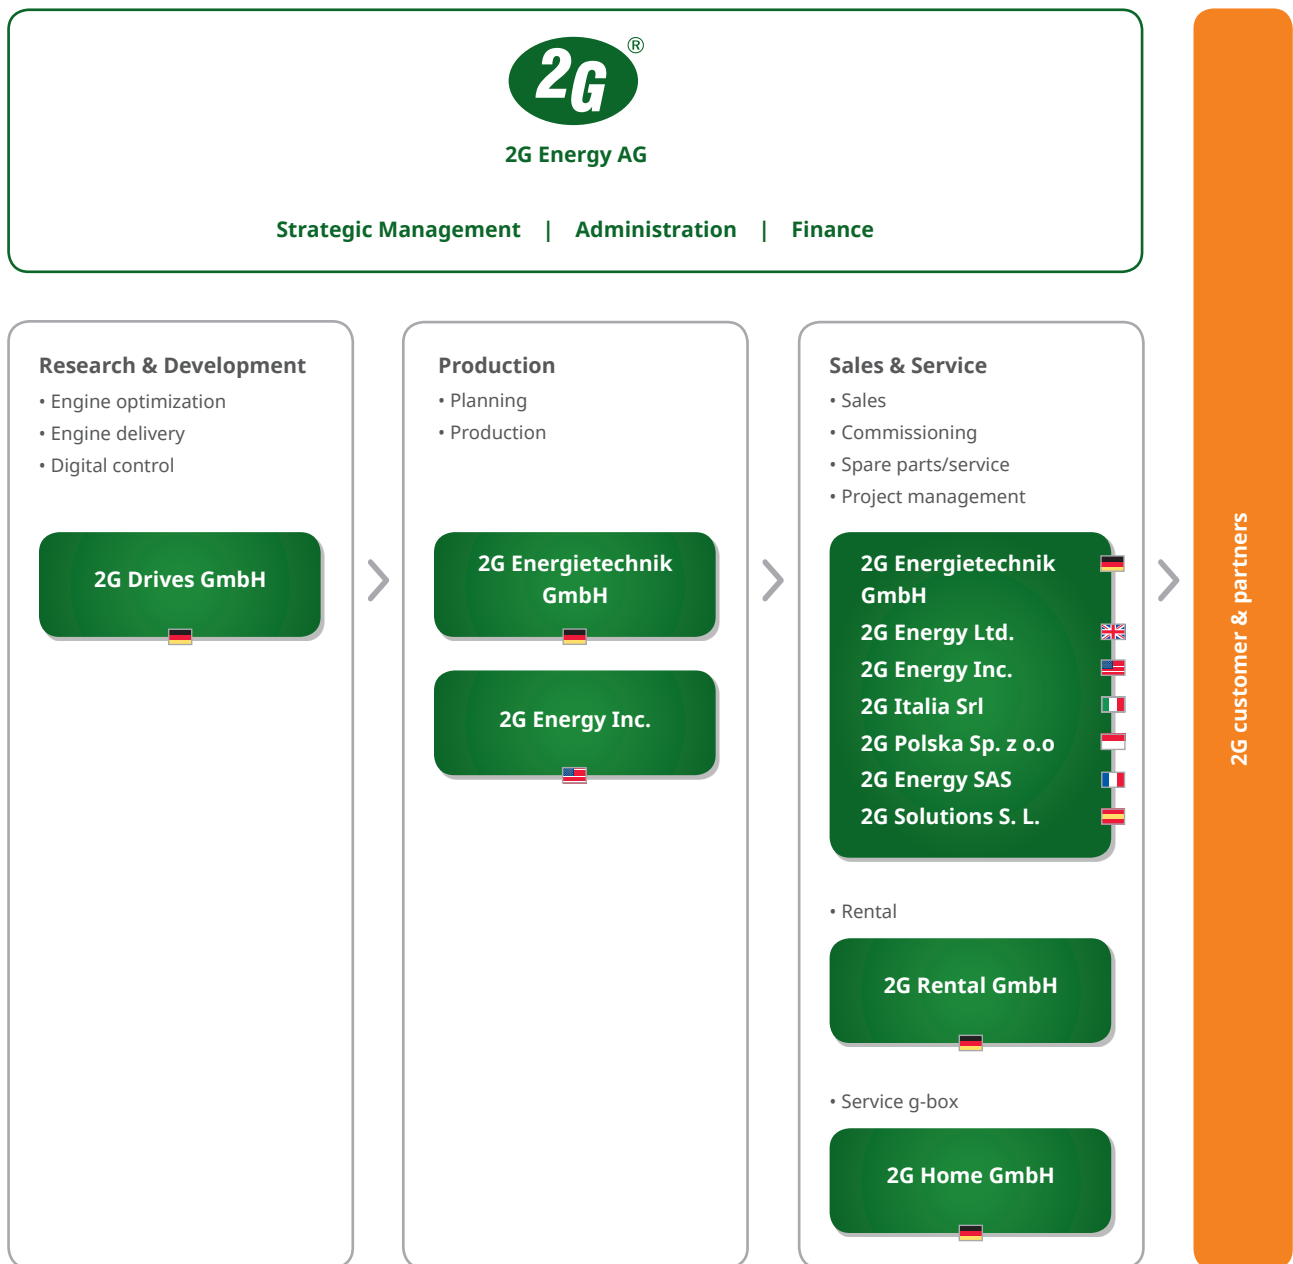 2G®
2G Energy AG
Strategic Management | Administration | Finance
Research & Development
• Engine optimization
• Engine delivery
• Digital control
2G Drives GmbH
Production
• Planning
• Production
2G Energietechnik
GmbH
2G Energy Inc.
Sales & Service
• Sales
• Commissioning
• Spare parts/service
• Project management
2G Energietechnik
GmbH
2G Energy Ltd.
2G Energy Inc.
2G Italia Srl
2G Polska Sp. z o.o
2G Energy SAS
2G Solutions S. L.
• Rental
2G Rental GmbH
• Service g-box
2G Home GmbH
2G customer & partners